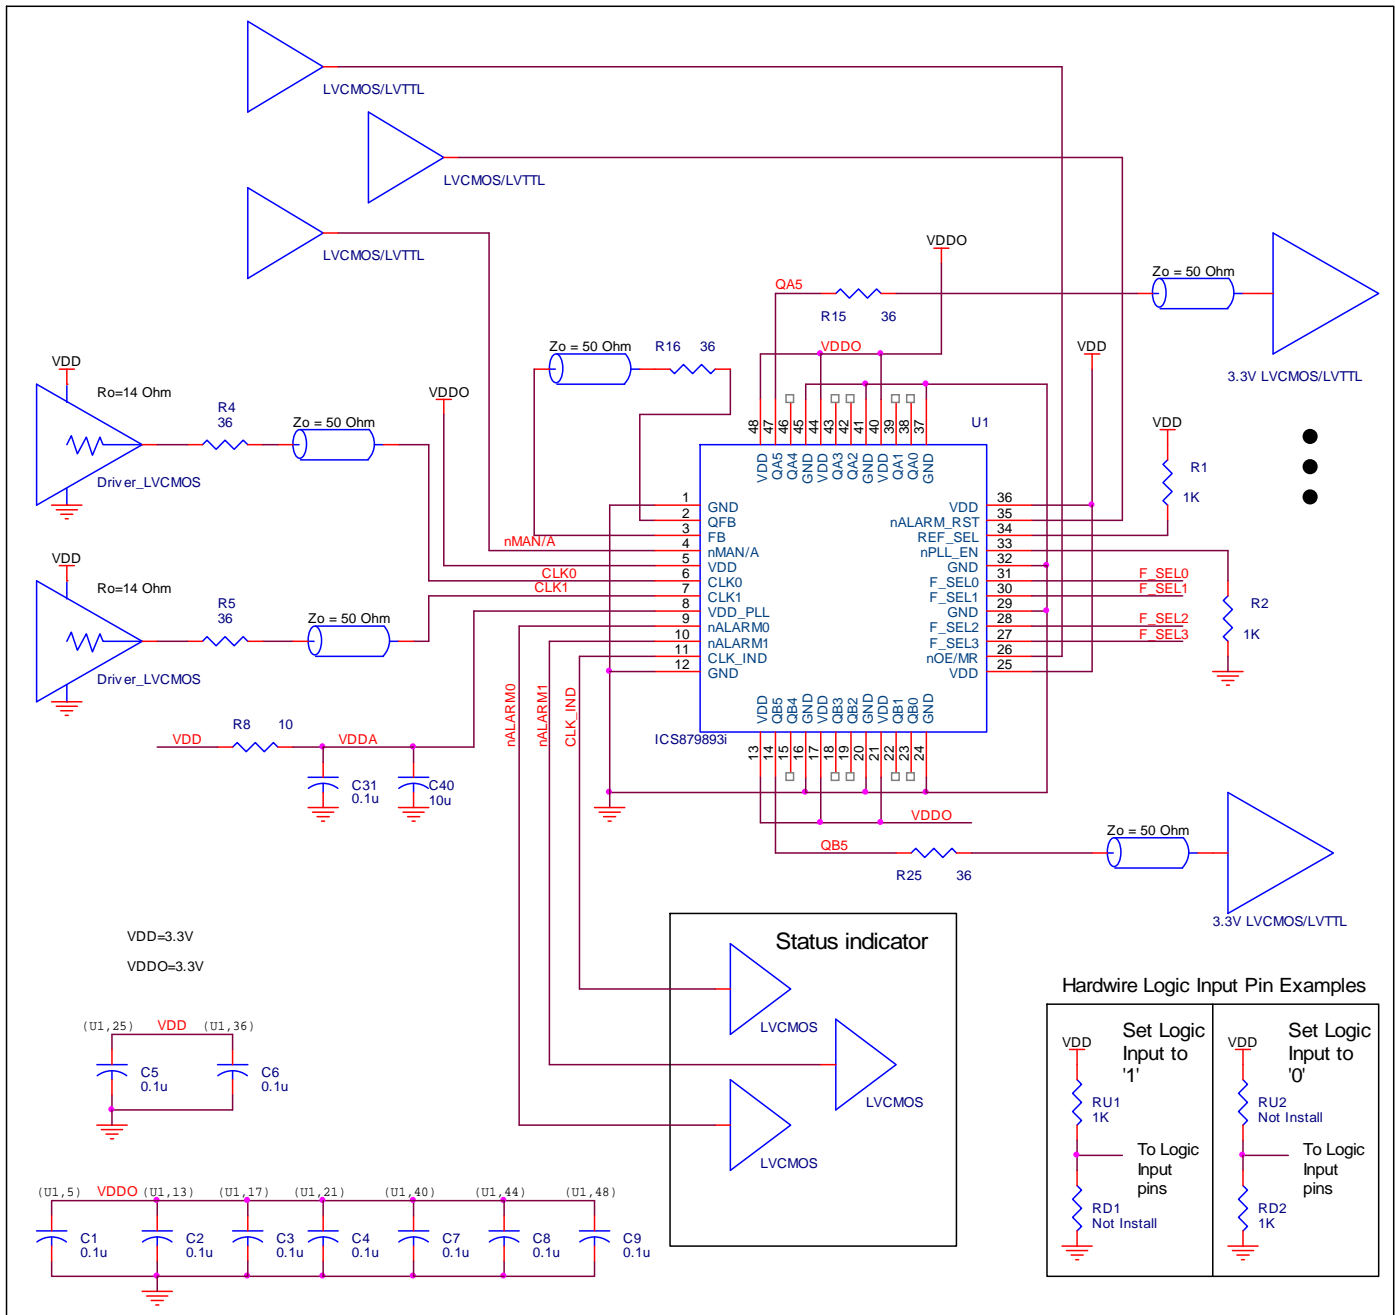 LVCMOS/LVTTL
LVCMOS/LVTTL
LVCMOS/LVTTL
VDDO
Zo = 50 Ohm
QA5
R15 36
3.3V LVCMOS/LVTTL
Zo = 50 Ohm
R16 36
VDDO
VDD
VDD
Ro=14 Ohm
R4
36
Zo = 50 Ohm
Driver_LVCMOS
VDDO
U1
VDD
R1
1K
48 47 46 45 44 43 42 41 40 39 38 37
VDD QA5 QA4 GND VDD QA3 QA2 GND VDD QA1 QA0 GND
1 GND
2 QFB
3 FB
4 nMAN/A
5 VDD
6 CLK0
7 CLK1
8 VDD_PLL
9 nALARM0
10 nALARM1
11 CLK_IND
12 GND
nMAN/A
CLK0
CLK1
VDD 36
nALARM_RST 35
REF_SEL 34
nPLL_EN 33
GND 32
F_SEL0 31
F_SEL1 30
GND 29
F_SEL2 28
F_SEL3 27
nOE/MR 26
VDD 25
F_SEL0
F_SEL1
F_SEL2
F_SEL3
R2
1K
VDD
Ro=14 Ohm
R5
36
Zo = 50 Ohm
Driver_LVCMOS
VDD QB5 QB4 GND VDD QB3 QB2 GND VDD QB1 QB0 GND
13 14 15 16 17 18 19 20 21 22 23 24
ICS879893i
nALARM0
nALARM1
CLK_IND
R8 10
VDD
VDDA
C31
0.1u
C40
10u
VDDO
QB5
R25 36
Zo = 50 Ohm
3.3V LVCMOS/LVTTL
VDD=3.3V
VDDO=3.3V
(U1,25) VDD (U1,36)
C5
0.1u
C6
0.1u
(U1,5) VDDO (U1,13) (U1,17) (U1,21) (U1,40) (U1,44) (U1,48)
C1
0.1u
C2
0.1u
C3
0.1u
C4
0.1u
C7
0.1u
C8
0.1u
C9
0.1u
Status indicator
LVCMOS
LVCMOS
LVCMOS
Hardwire Logic Input Pin Examples
Set Logic
Input to
'1'
VDD
RU1
1K
To Logic
Input
pins
RD1
Not Install
Set Logic
Input to
'0'
VDD
RU2
Not Install
To Logic
Input
pins
RD2
1K